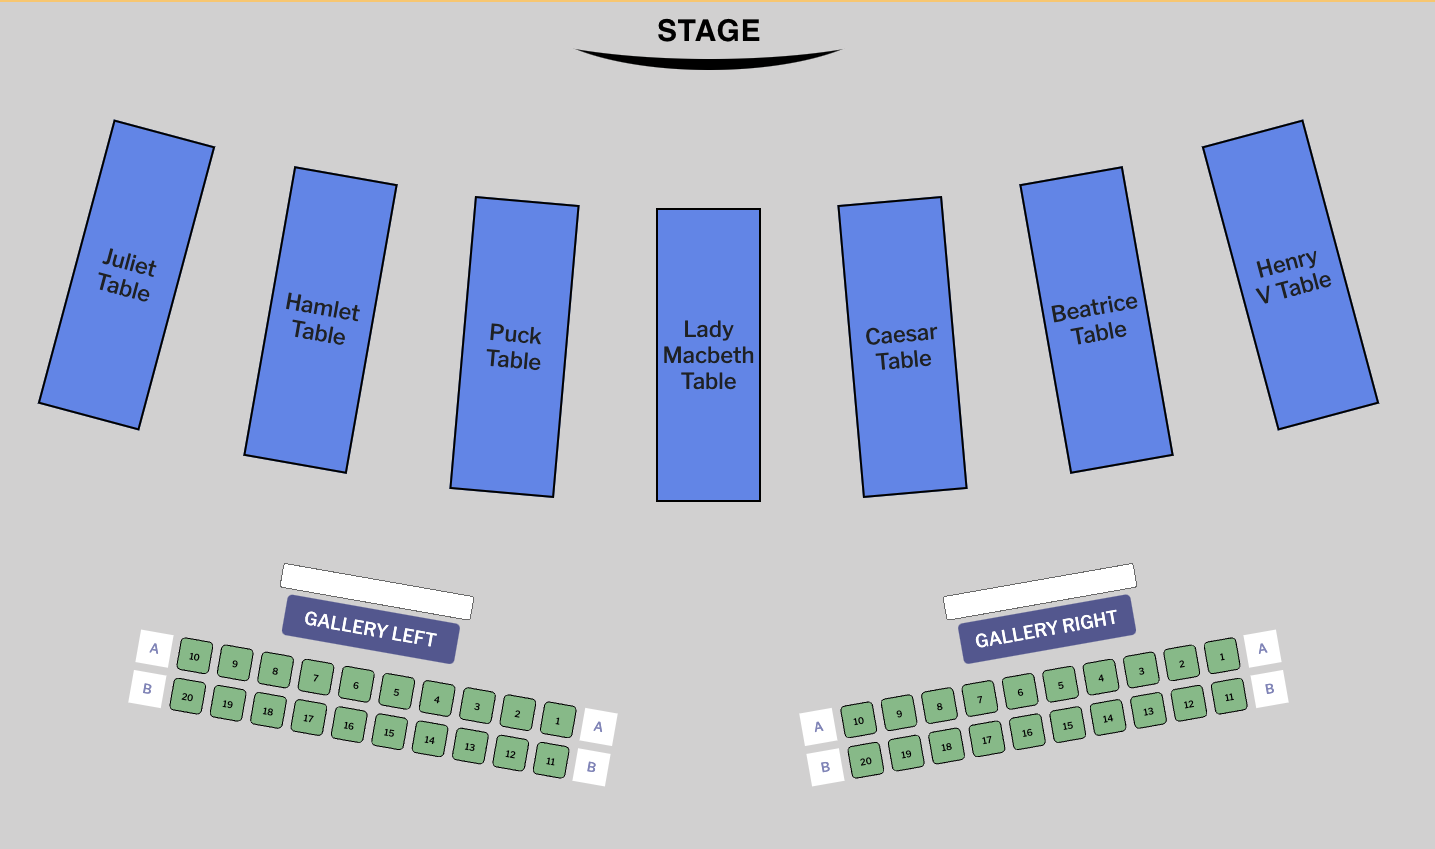 STAGE
Juliet
Table
Hamlet
Table
Puck
Table
Lady
Macbeth
Table
Caesar
Table
Beatrice
Table
Henry
V Table
GALLERY LEFT
A 10 9 8 7 6 5 4 3 2 1 A
B 20 19 18 17 16 15 14 13 12 11 B
GALLERY RIGHT
A 10 9 8 7 6 5 4 3 2 1 A
B 20 19 18 17 16 15 14 13 12 11 B